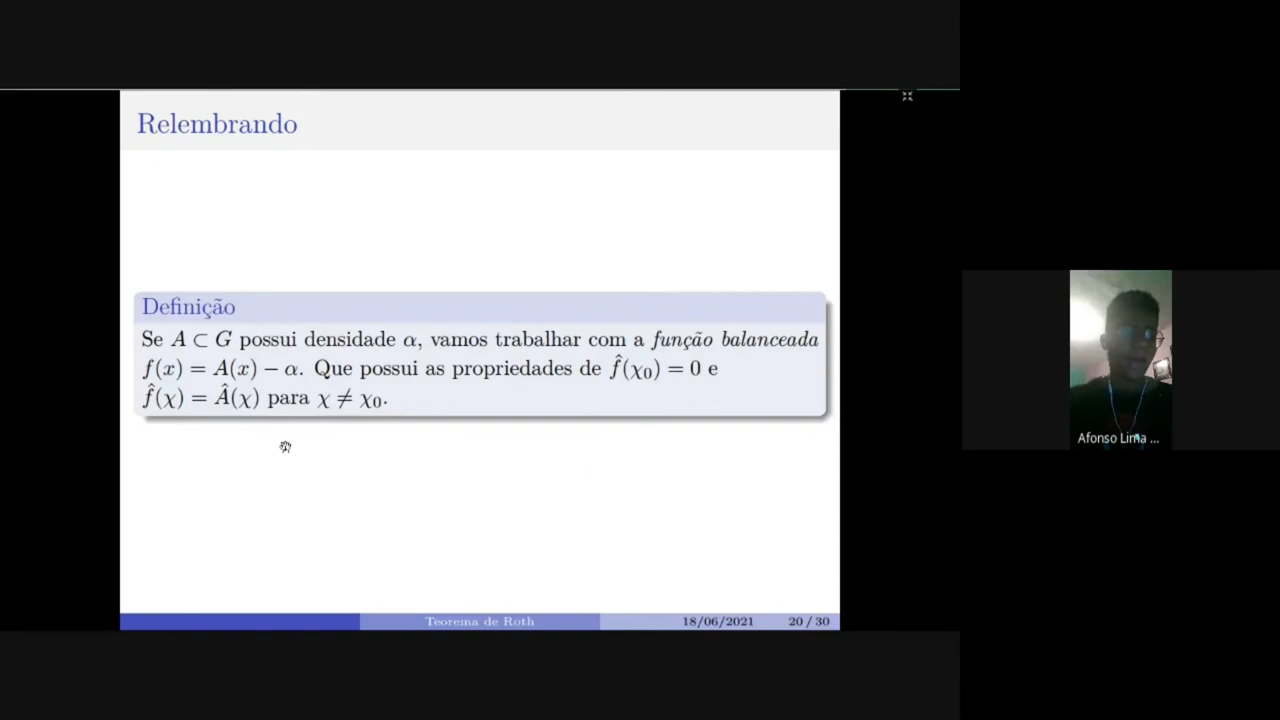 Relembrando
Definição
Se A ⊂ G possui densidade α, vamos trabalhar com a função balanceada
f(x) = A(x) − α. Que possui as propriedades de f̂(χ₀) = 0 e
f̂(χ) = Â(χ) para χ ≠ χ₀.
Afonso Lima ...
Teorema de Roth 18/06/2021 20 / 30